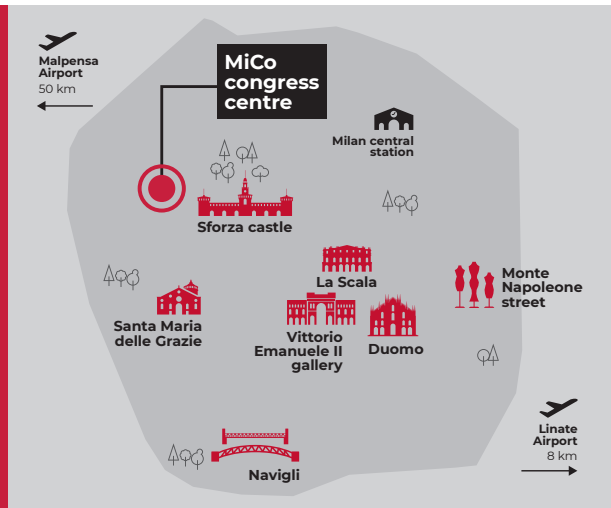 Malpensa
Airport
50 km
MiCo
congress
centre
Milan central
station
Sforza castle
La Scala
Monte
Napoleone
street
Santa Maria
delle Grazie
Vittorio
Emanuele II
gallery
Duomo
Linate
Airport
8 km
Navigli